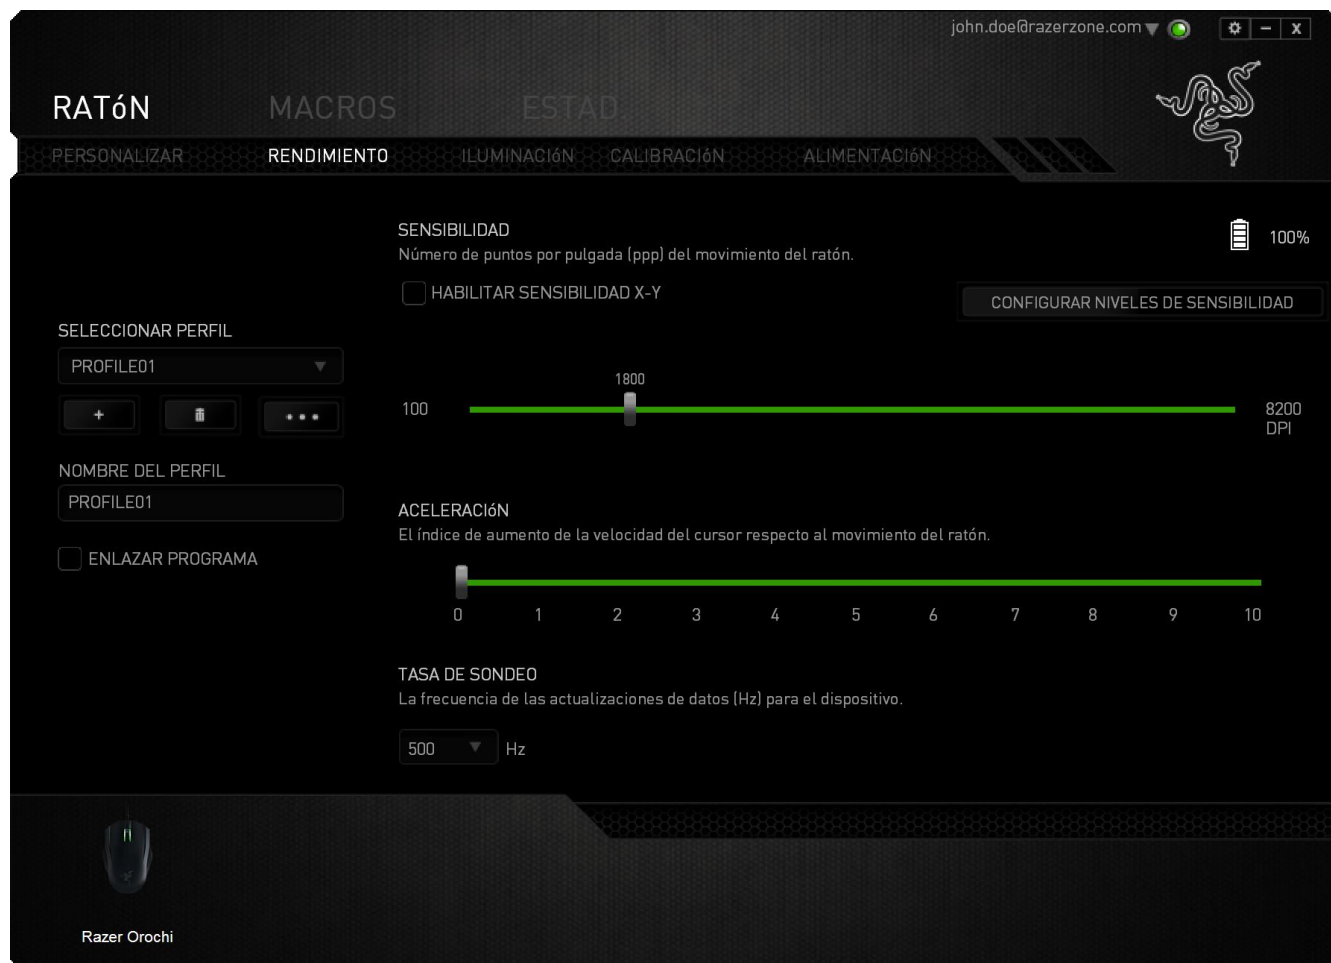 john.doe@razerzone.com
RATóN MACROS ESTAD
PERSONALIZAR RENDIMIENTO ILUMINACIóN CALIBRACIóN ALIMENTACIóN
SENSIBILIDAD
100%
Número de puntos por pulgada (ppp) del movimiento del ratón.
HABILITAR SENSIBILIDAD X-Y
CONFIGURAR NIVELES DE SENSIBILIDAD
SELECCIONAR PERFIL
PROFILE01
1800
100
8200
DPI
NOMBRE DEL PERFIL
PROFILE01
ENLAZAR PROGRAMA
ACELERACIóN
El índice de aumento de la velocidad del cursor respecto al movimiento del ratón.
0 1 2 3 4 5 6 7 8 9 10
TASA DE SONDEO
La frecuencia de las actualizaciones de datos (Hz) para el dispositivo.
500 Hz
Razer Orochi